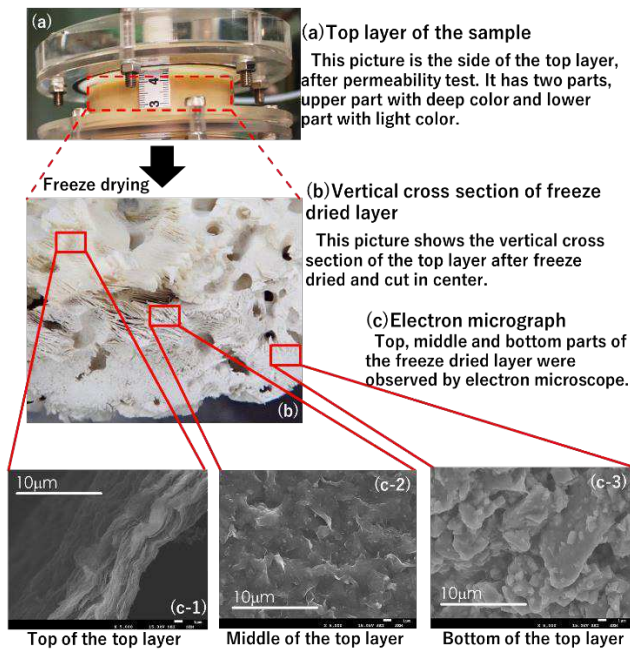 (a)
(a)Top layer of the sample
This picture is the side of the top layer,
after permeability test. It has two parts,
upper part with deep color and lower
part with light color.
3 4
Freeze drying
(b)Vertical cross section of freeze
dried layer
This picture shows the vertical cross
section of the top layer after freeze
dried and cut in center.
(c)Electron micrograph
Top, middle and bottom parts of
the freeze dried layer were
observed by electron microscope.
(b)
10μm
(c-1)
(c-2)
10μm
(c-3)
10μm
Top of the top layer
Middle of the top layer
Bottom of the top layer